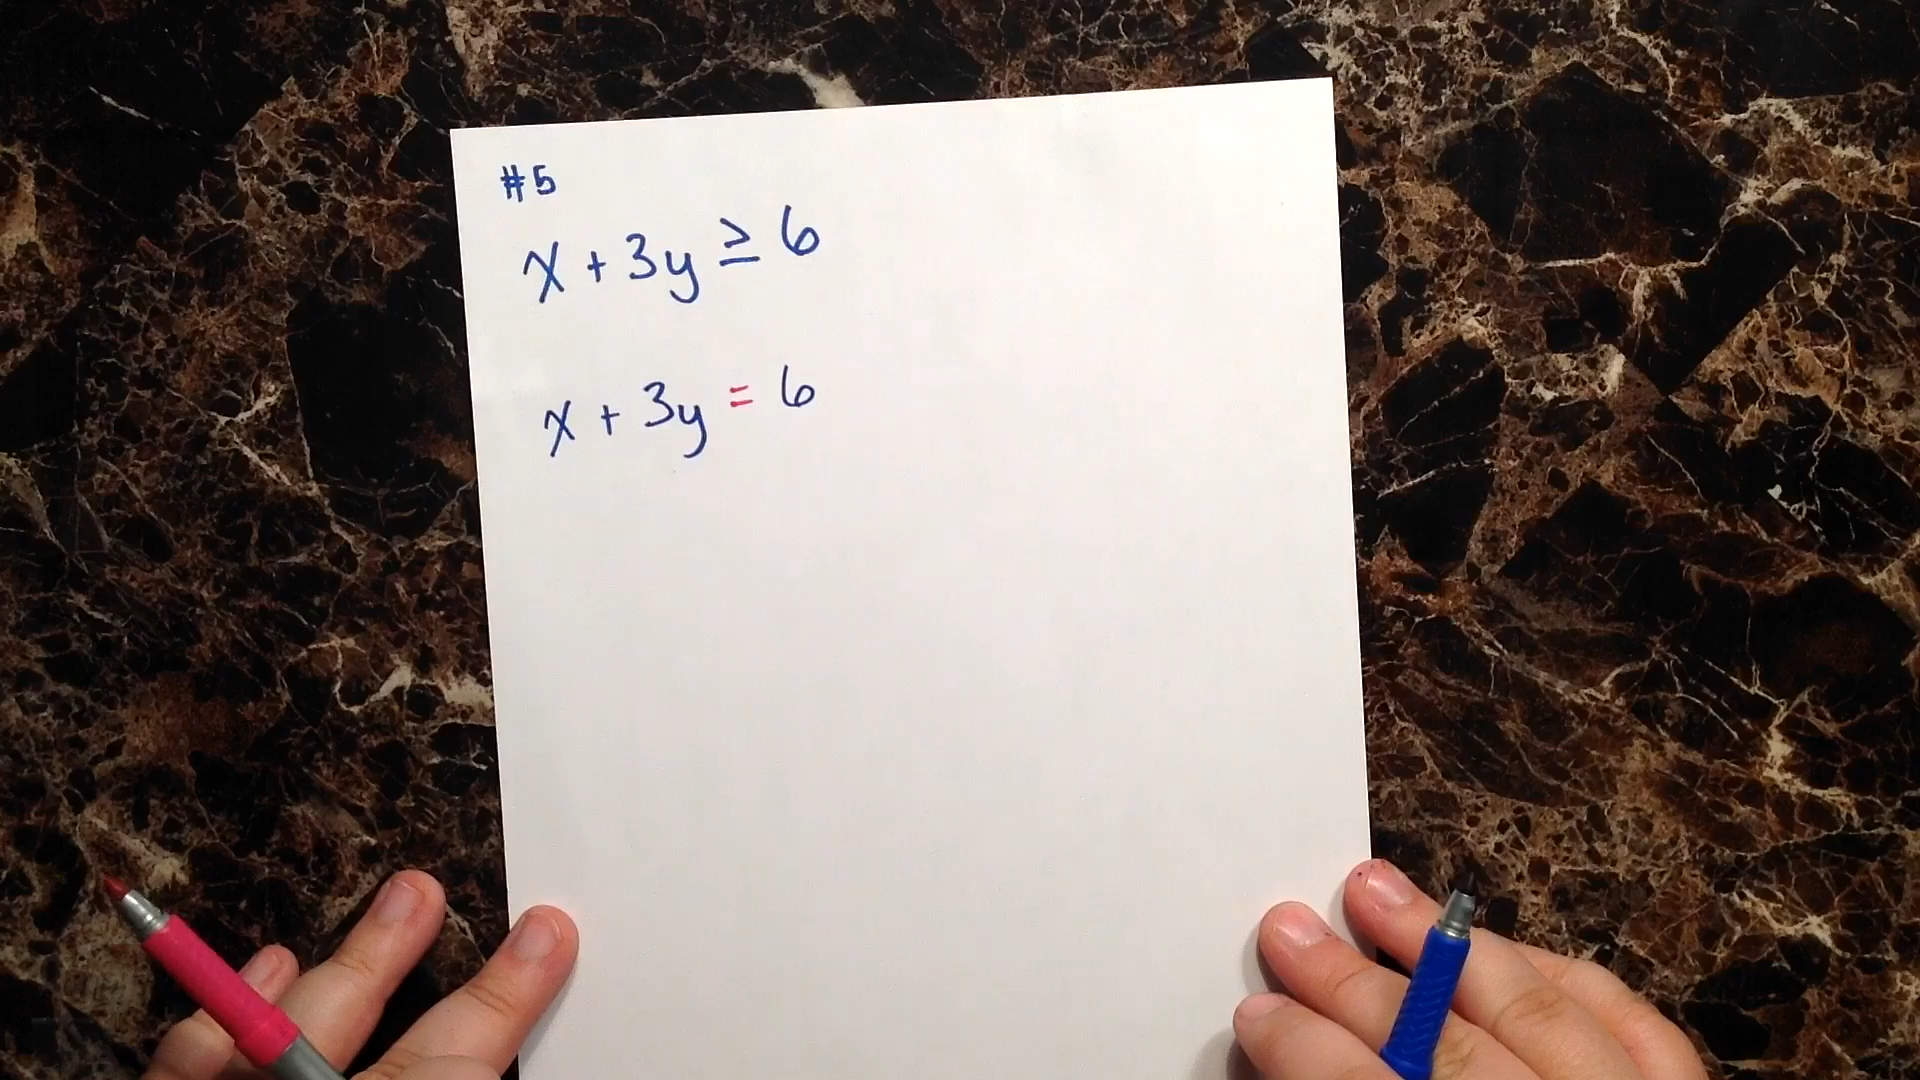 #5
x + 3y ≥ 6
x + 3y = 6